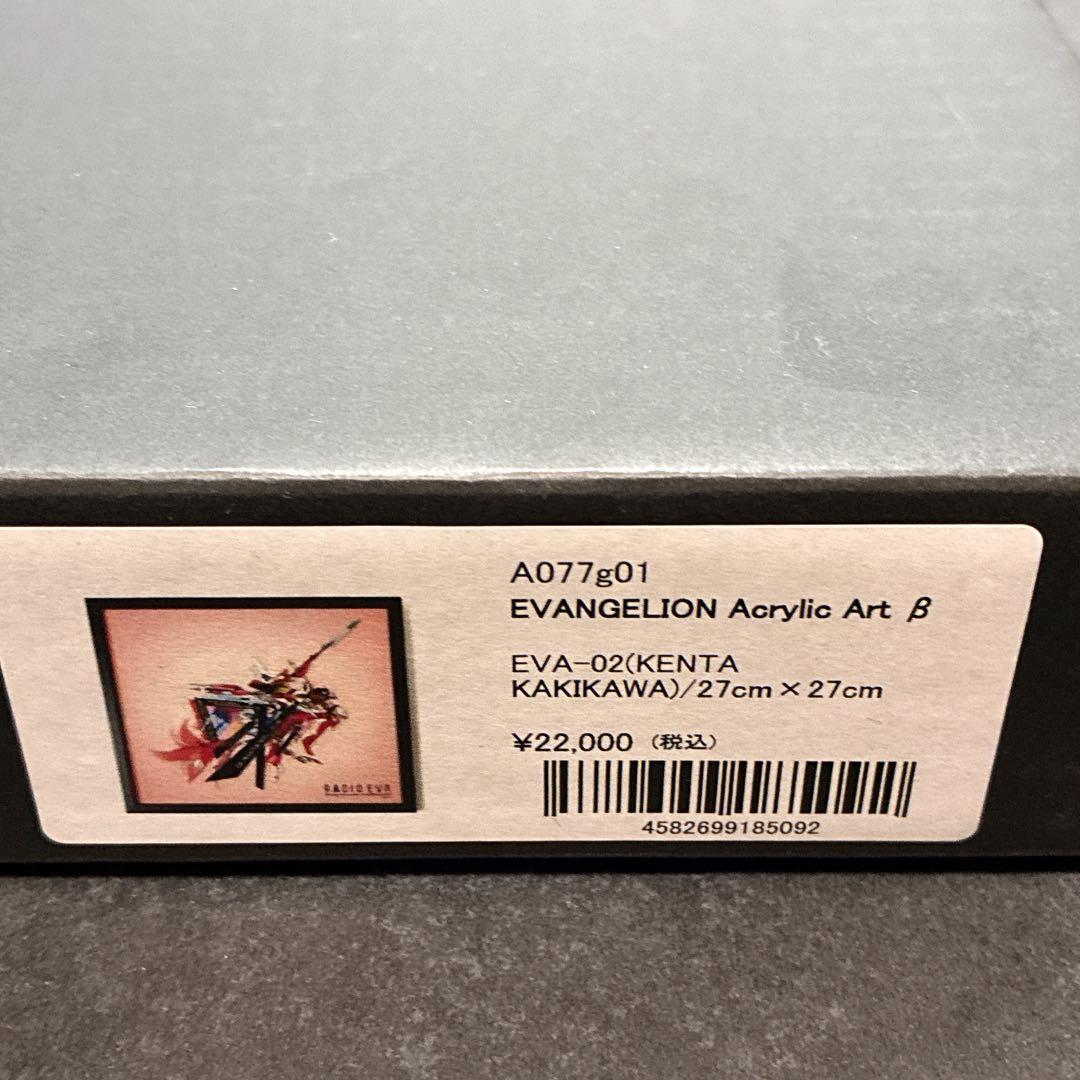 A077g01
EVANGELION Acrylic Art β
EVA-02(KENTA
KAKIKAWA)/27cm×27cm
¥22,000 (税込)
4582699185092
RADIO EVA